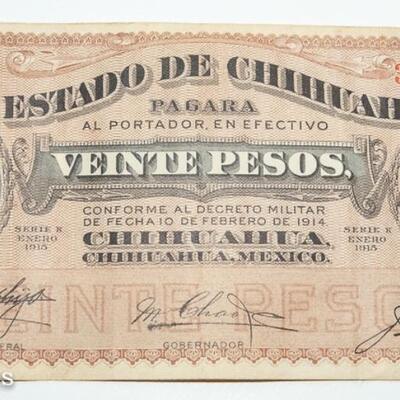 ESTADO DE CHIHUAH
PAGARA
AL PORTADOR, EN EFECTIVO
VEINTE PESOS,
CONFORME AL DECRETO MILITAR
DE FECHA 10 DE FEBRERO DE 1914
SERIE K
ENERO
1915
SERIE K
ENERO
1915
CHIHUAHUA,
CHIHUAHUA, MEXICO.
INTE PESO
ERAL
GOBERNADOR